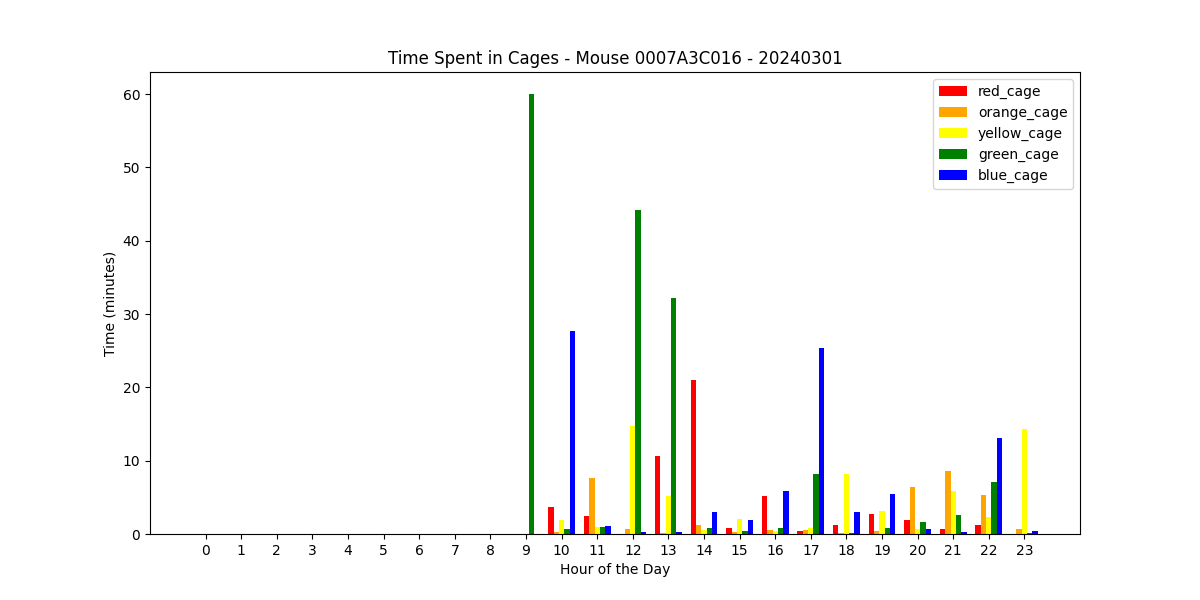 Time Spent in Cages - Mouse 0007A3C016 - 20240301
red_cage
orange_cage
yellow_cage
green_cage
blue_cage
60
50
40
30
20
10
0
Time (minutes)
0 1 2 3 4 5 6 7 8 9 10 11 12 13 14 15 16 17 18 19 20 21 22 23
Hour of the Day